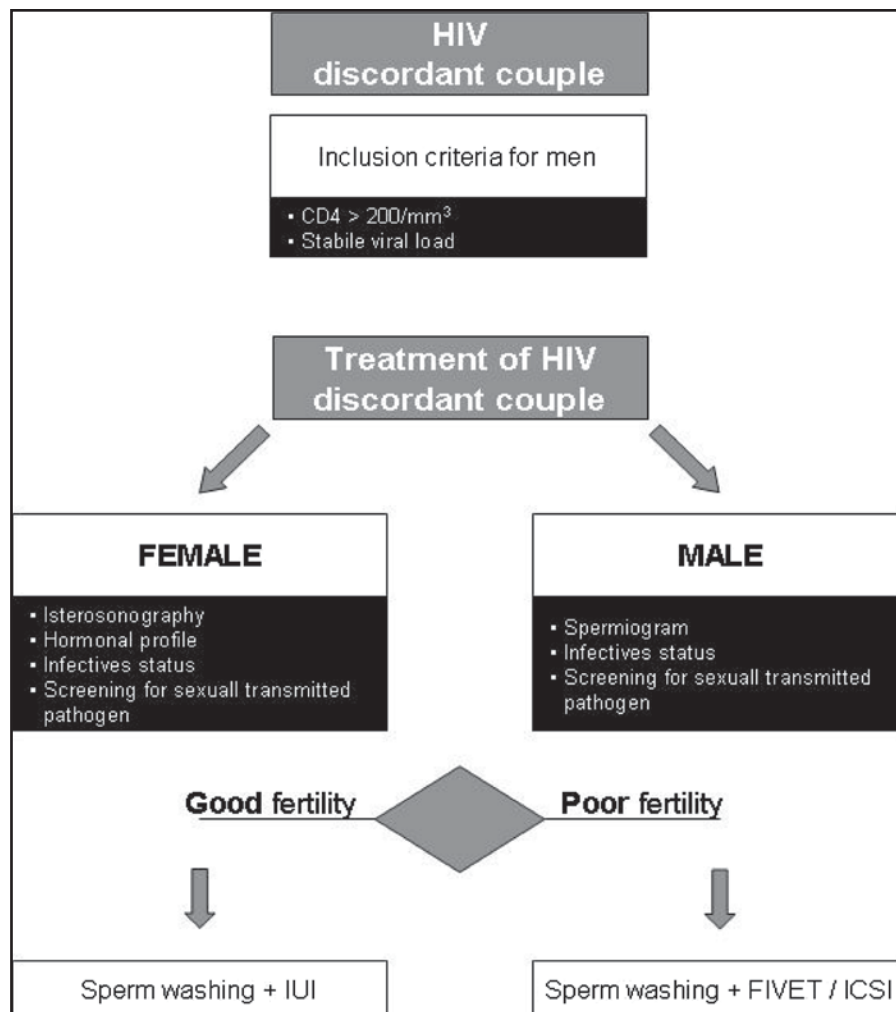 HIV
discordant couple
Inclusion criteria for men
▪ CD4 > 200/mm³
▪ Stabile viral load
Treatment of HIV
discordant couple
FEMALE
▪ Isterosonography
▪ Hormonal profile
▪ Infectives status
▪ Screening for sexuall transmitted
pathogen
MALE
▪ Spermiogram
▪ Infectives status
▪ Screening for sexuall transmitted
pathogen
Good fertility
Poor fertility
Sperm washing + IUI
Sperm washing + FIVET / ICSI